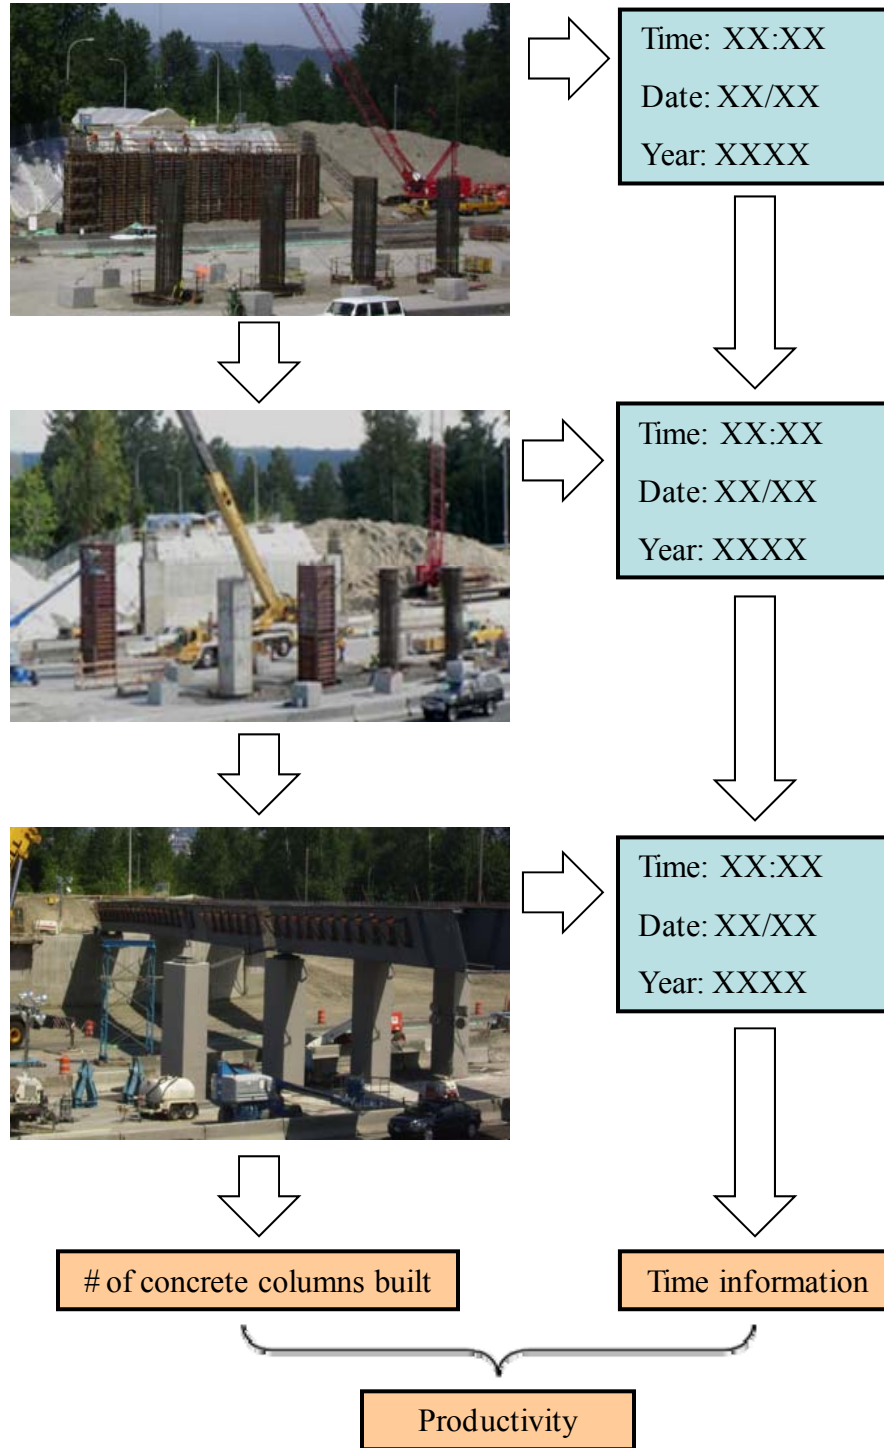 Time: XX:XX
Date: XX/XX
Year: XXXX
Time: XX:XX
Date: XX/XX
Year: XXXX
Time: XX:XX
Date: XX/XX
Year: XXXX
# of concrete columns built
Time information
Productivity